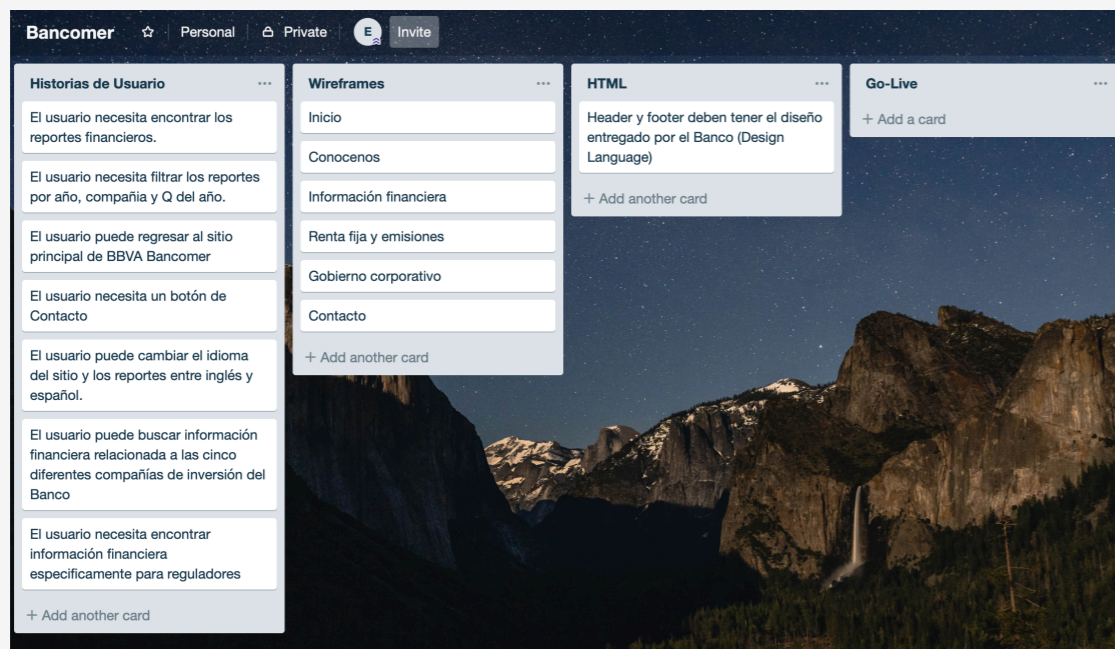 Bancomer
Personal
Private
E
Invite
Historias de Usuario
El usuario necesita encontrar los
reportes financieros.
El usuario necesita filtrar los reportes
por año, compañia y Q del año.
El usuario puede regresar al sitio
principal de BBVA Bancomer
El usuario necesita un botón de
Contacto
El usuario puede cambiar el idioma
del sitio y los reportes entre inglés y
español.
El usuario puede buscar información
financiera relacionada a las cinco
diferentes compañías de inversión del
Banco
El usuario necesita encontrar
información financiera
especificamente para reguladores
+ Add another card
Wireframes
Inicio
Conocenos
Información financiera
Renta fija y emisiones
Gobierno corporativo
Contacto
+ Add another card
HTML
Header y footer deben tener el diseño
entregado por el Banco (Design
Language)
+ Add another card
Go-Live
+ Add a card